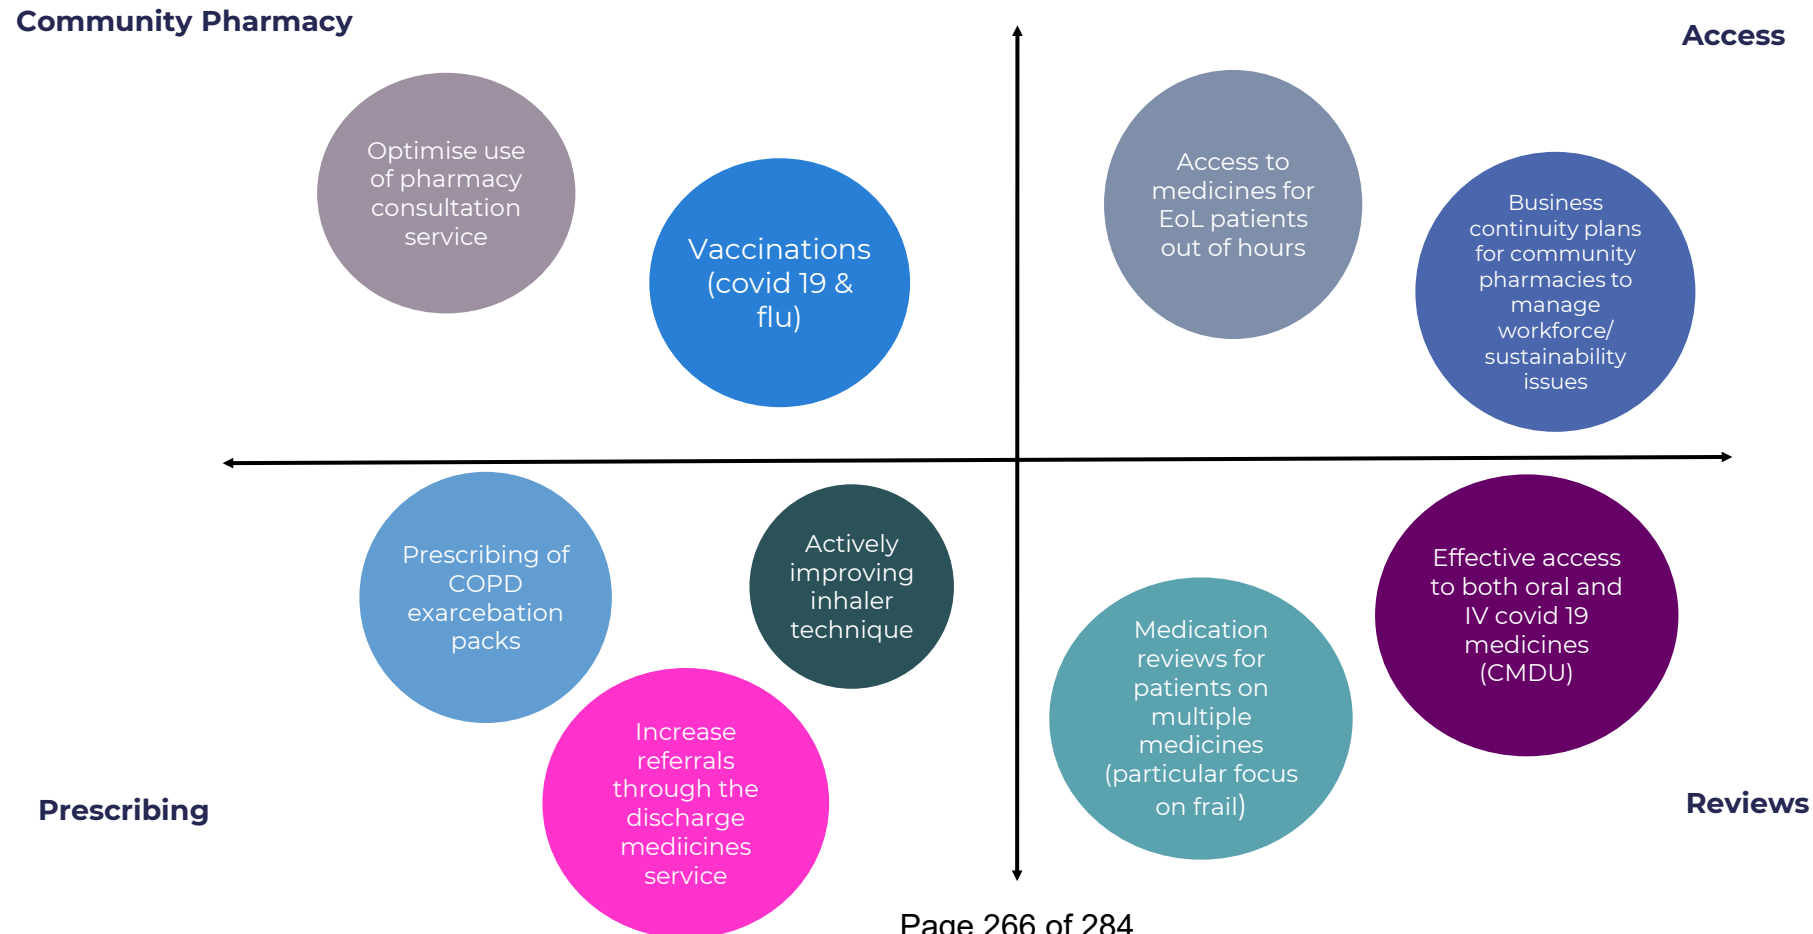 Community Pharmacy
Access
Optimise use
of pharmacy
consultation
service
Vaccinations
(covid 19 &
flu)
Access to
medicines for
EoL patients
out of hours
Business
continuity plans
for community
pharmacies to
manage
workforce/
sustainability
issues
Prescribing of
COPD
exarcebation
packs
Actively
improving
inhaler
technique
Increase
referrals
through the
discharge
mediicines
service
Medication
reviews for
patients on
multiple
medicines
(particular focus
on frail)
Effective access
to both oral and
IV covid 19
medicines
(CMDU)
Prescribing
Reviews
Page 266 of 284